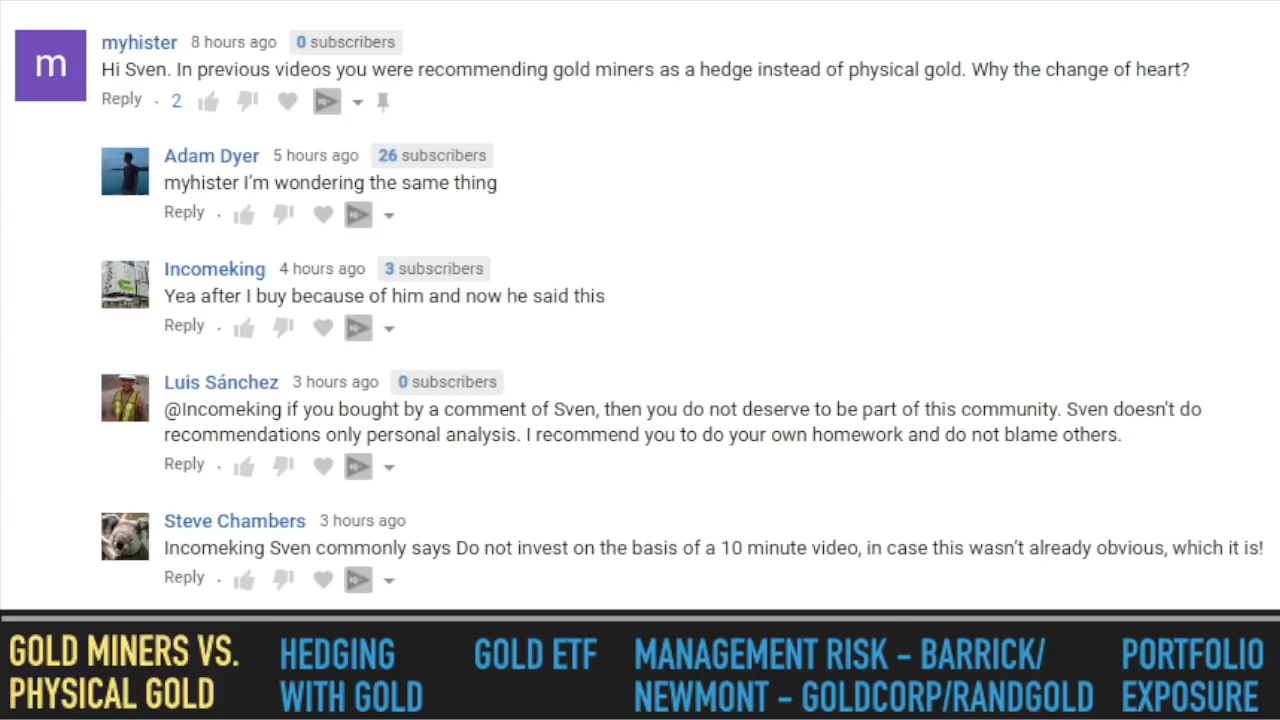 m
myhister 8 hours ago 0 subscribers
Hi Sven. In previous videos you were recommending gold miners as a hedge instead of physical gold. Why the change of heart?
Reply · 2
Adam Dyer 5 hours ago 26 subscribers
myhister I'm wondering the same thing
Reply ·
Incomeking 4 hours ago 3 subscribers
Yea after I buy because of him and now he said this
Reply ·
Luis Sánchez 3 hours ago 0 subscribers
@Incomeking if you bought by a comment of Sven, then you do not deserve to be part of this community. Sven doesn't do
recommendations only personal analysis. I recommend you to do your own homework and do not blame others.
Reply ·
Steve Chambers 3 hours ago
Incomeking Sven commonly says Do not invest on the basis of a 10 minute video, in case this wasn't already obvious, which it is!
Reply ·
GOLD MINERS VS.
PHYSICAL GOLD
HEDGING
WITH GOLD
GOLD ETF
MANAGEMENT RISK - BARRICK/
NEWMONT - GOLDCORP/RANDGOLD
PORTFOLIO
EXPOSURE